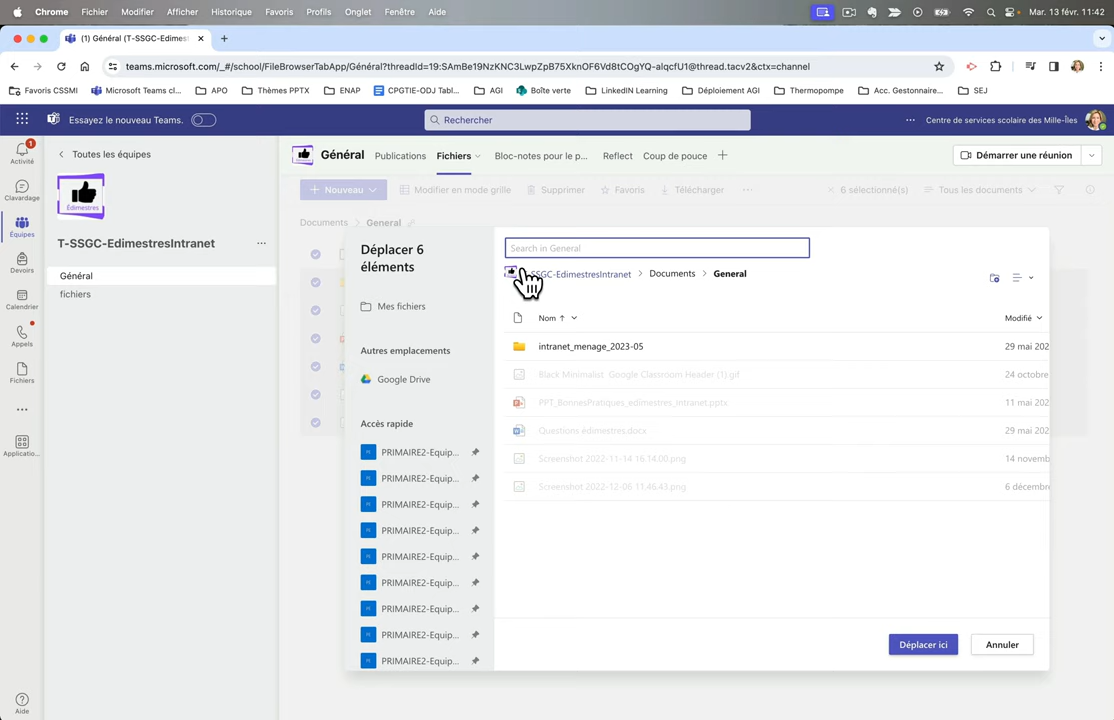 Chrome Fichier Modifier Afficher Historique Favoris Profils Onglet Fenêtre Aide Mar. 13 févr. 11:42
(1) Général (T-SSGC-Edimest
teams.microsoft.com/_#/school/FileBrowserTabApp/Général?threadId=19:SAmBe19NzKNC3LwpZpB75XknOF6Vd8tCOgYQ-alqcfU1@thread.tacv2&ctx=channel
Favoris CSSMI Microsoft Teams cl... APO Thèmes PPTX ENAP CPGTIE-ODJ Tabl... AGI Boîte verte LinkedIN Learning Déploiement AGI Thermopompe Acc. Gestionnaire... SEJ
Essayez le nouveau Teams. Rechercher ... Centre de services scolaire des Mille-Îles
Activité 1
Toutes les équipes
Général Publications Fichiers Bloc-notes pour le p... Reflect Coup de pouce Démarrer une réunion
Clavardage
Édimestres
Nouveau Modifier en mode grille Supprimer Favoris Télécharger ... 6 sélectionné(s) Tous les documents
Équipes
Documents > General
T-SSGC-EdimestresIntranet ...
Devoirs
Général
fichiers
Calendrier
Appels
Fichiers
...
Applicatio...
Aide
Déplacer 6
éléments
Mes fichiers
Autres emplacements
Google Drive
Accès rapide
PRIMAIRE2-Equip...
PRIMAIRE2-Equip...
PRIMAIRE2-Equip...
PRIMAIRE2-Equip...
PRIMAIRE2-Equip...
PRIMAIRE2-Equip...
PRIMAIRE2-Equip...
PRIMAIRE2-Equip...
PRIMAIRE2-Equip...
Search in General
SSGC-EdimestresIntranet > Documents > General
Nom Modifié
intranet_menage_2023-05 29 mai 202
Black Minimalist Google Classroom Header (1).gif 24 octobre
PPT_BonnesPratiques_edimestres_Intranet.pptx 11 mai 202
Questions édimestres.docx 29 mai 202
Screenshot 2022-11-14 16.14.00.png 14 novemb
Screenshot 2022-12-06 11.46.43.png 6 décembr
Déplacer ici Annuler